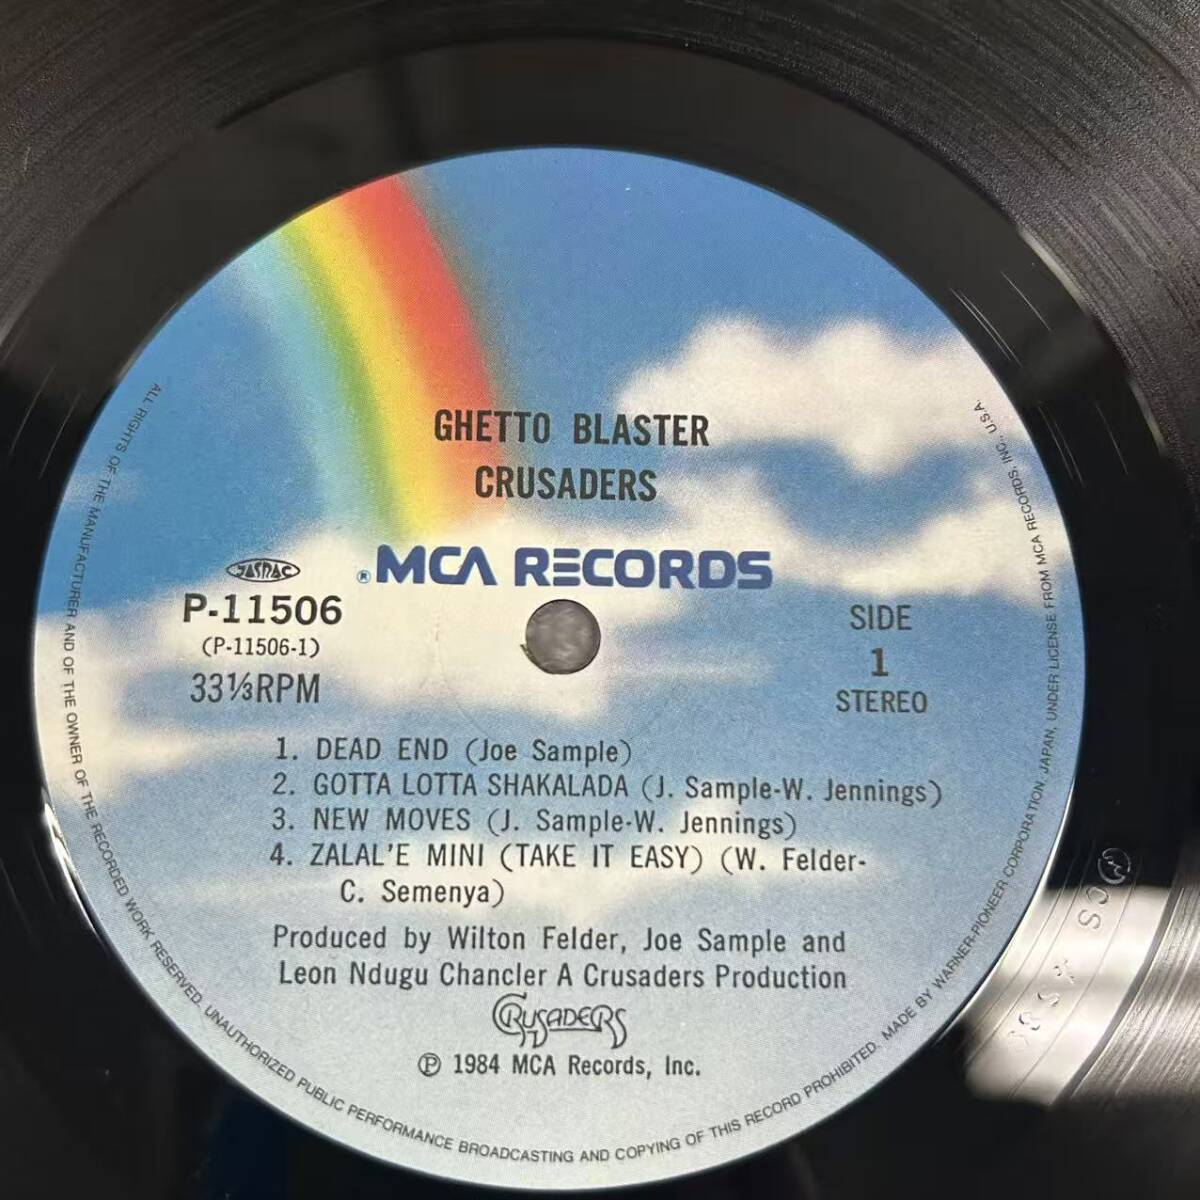 GHETTO BLASTER
CRUSADERS
® MCA RECORDS
JASRAC
P-11506
(P-11506-1)
33⅓RPM
SIDE
1
STEREO
1. DEAD END (Joe Sample)
2. GOTTA LOTTA SHAKALADA (J. Sample-W. Jennings)
3. NEW MOVES (J. Sample-W. Jennings)
4. ZALAL'E MINI (TAKE IT EASY) (W. Felder-
C. Semenya)
Produced by Wilton Felder, Joe Sample and
Leon Ndugu Chancler A Crusaders Production
CRUSADERS
℗ 1984 MCA Records, Inc.
ALL RIGHTS OF THE MANUFACTURER AND OF THE OWNER OF THE RECORDED WORK RESERVED. UNAUTHORIZED PUBLIC PERFORMANCE BROADCASTING AND COPYING OF THIS RECORD PROHIBITED. MADE BY WARNER-PIONEER CORPORATION, JAPAN, UNDER LICENSE FROM MCA RECORDS, INC., U.S.A.